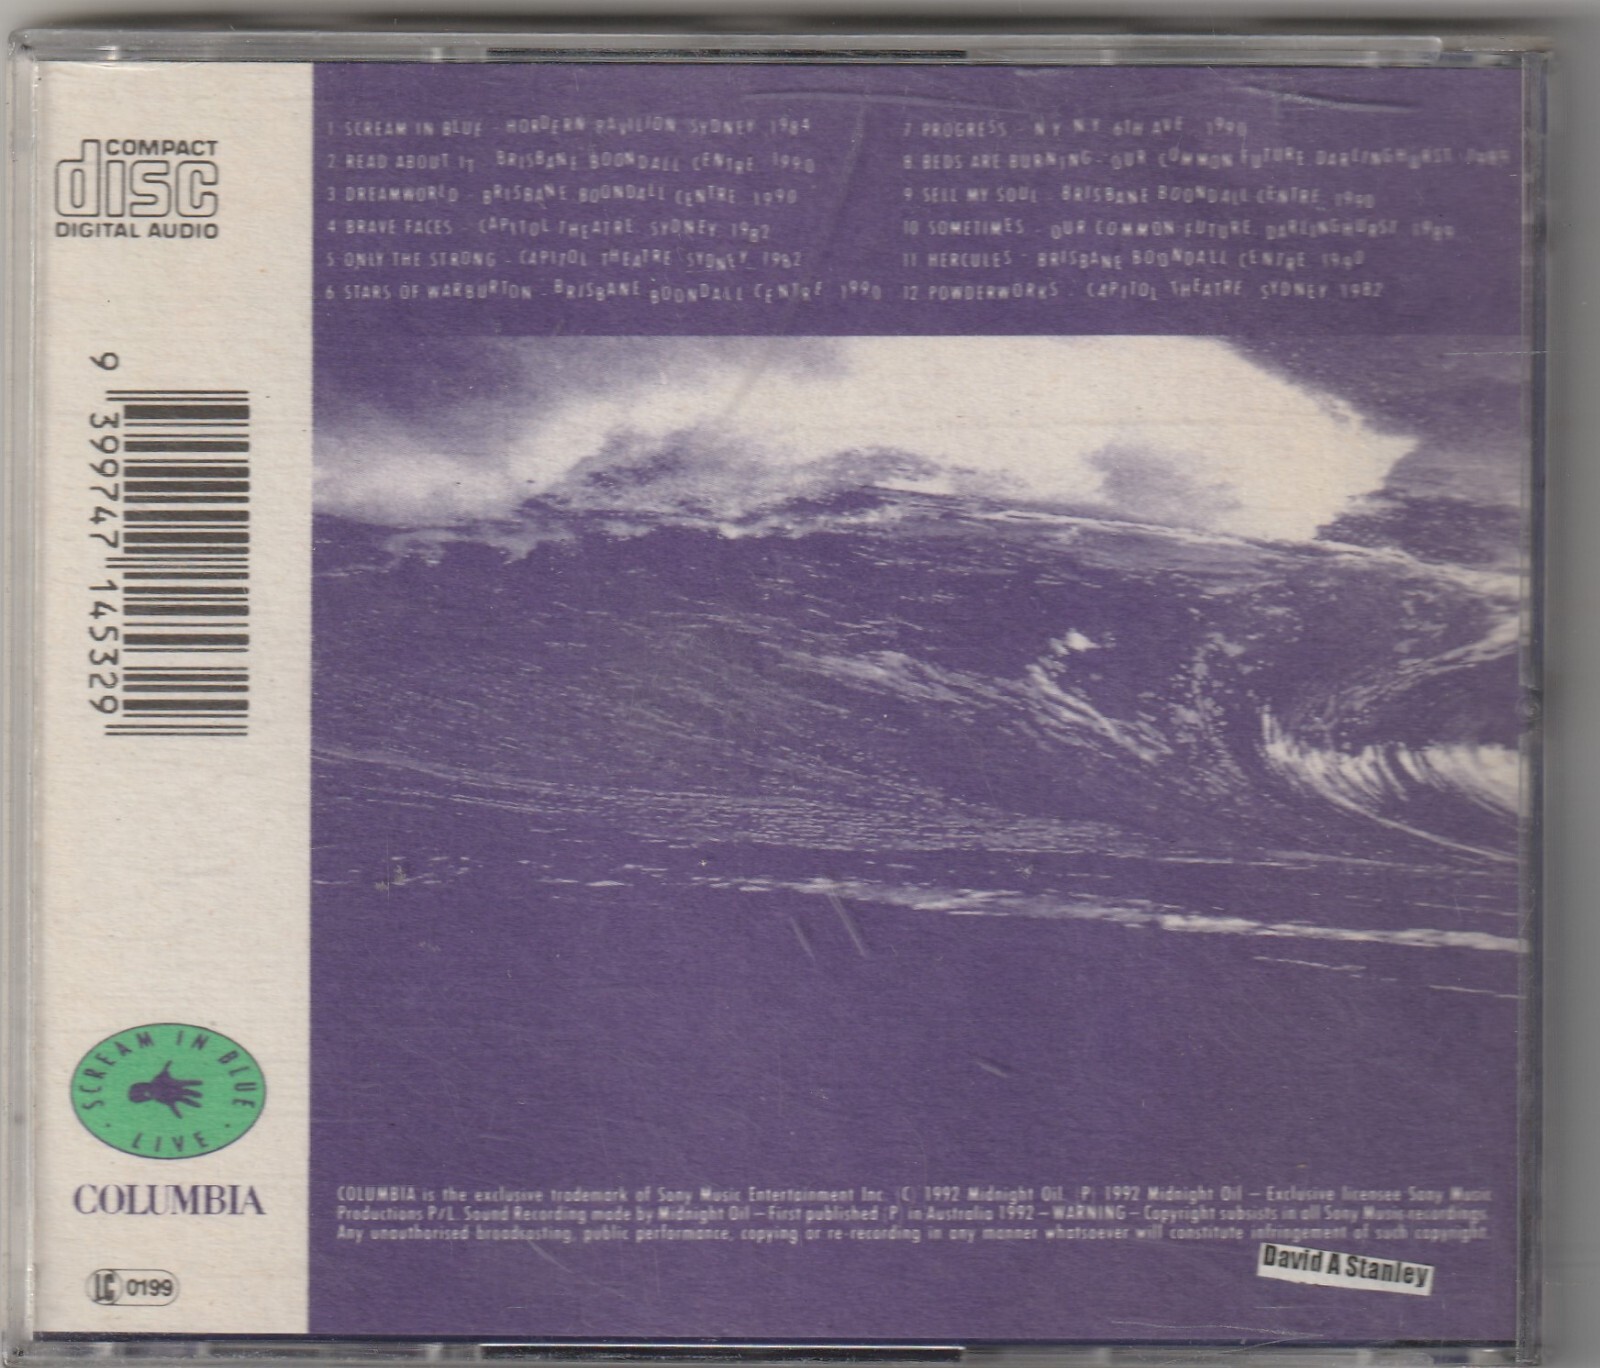 COMPACT
disc
DIGITAL AUDIO
1 SCREAM IN BLUE - HORDERN PAVILION SYDNEY 1984
2 READ ABOUT IT - BRISBANE BOONDALL CENTRE 1990
3 DREAMWORLD - BRISBANE BOONDALL CENTRE 1990
4 BRAVE FACES - CAPITOL THEATRE SYDNEY 1982
5 ONLY THE STRONG - CAPITOL THEATRE SYDNEY 1982
6 STARS OF WARBURTON - BRISBANE BOONDALL CENTRE 1990
7 PROGRESS - N.Y. N.Y. 6TH AVE. 1990
8 BEDS ARE BURNING - OUR COMMON FUTURE DARLINGHURST 1989
9 SELL MY SOUL - BRISBANE BOONDALL CENTRE 1990
10 SOMETIMES - OUR COMMON FUTURE DARLINGHURST 1989
11 HERCULES - BRISBANE BOONDALL CENTRE 1990
12 POWDERWORKS - CAPITOL THEATRE SYDNEY 1982
9 399747 145329
SCREAM IN BLUE
· LIVE ·
COLUMBIA
LC 0199
COLUMBIA is the exclusive trademark of Sony Music Entertainment Inc. (C) 1992 Midnight Oil. (P) 1992 Midnight Oil – Exclusive licensee Sony Music
Productions P/L. Sound Recording made by Midnight Oil – First published (P) in Australia 1992 – WARNING – Copyright subsists in all Sony Music recordings.
Any unauthorised broadcasting, public performance, copying or re-recording in any manner whatsoever will constitute infringement of such copyright.
David A Stanley